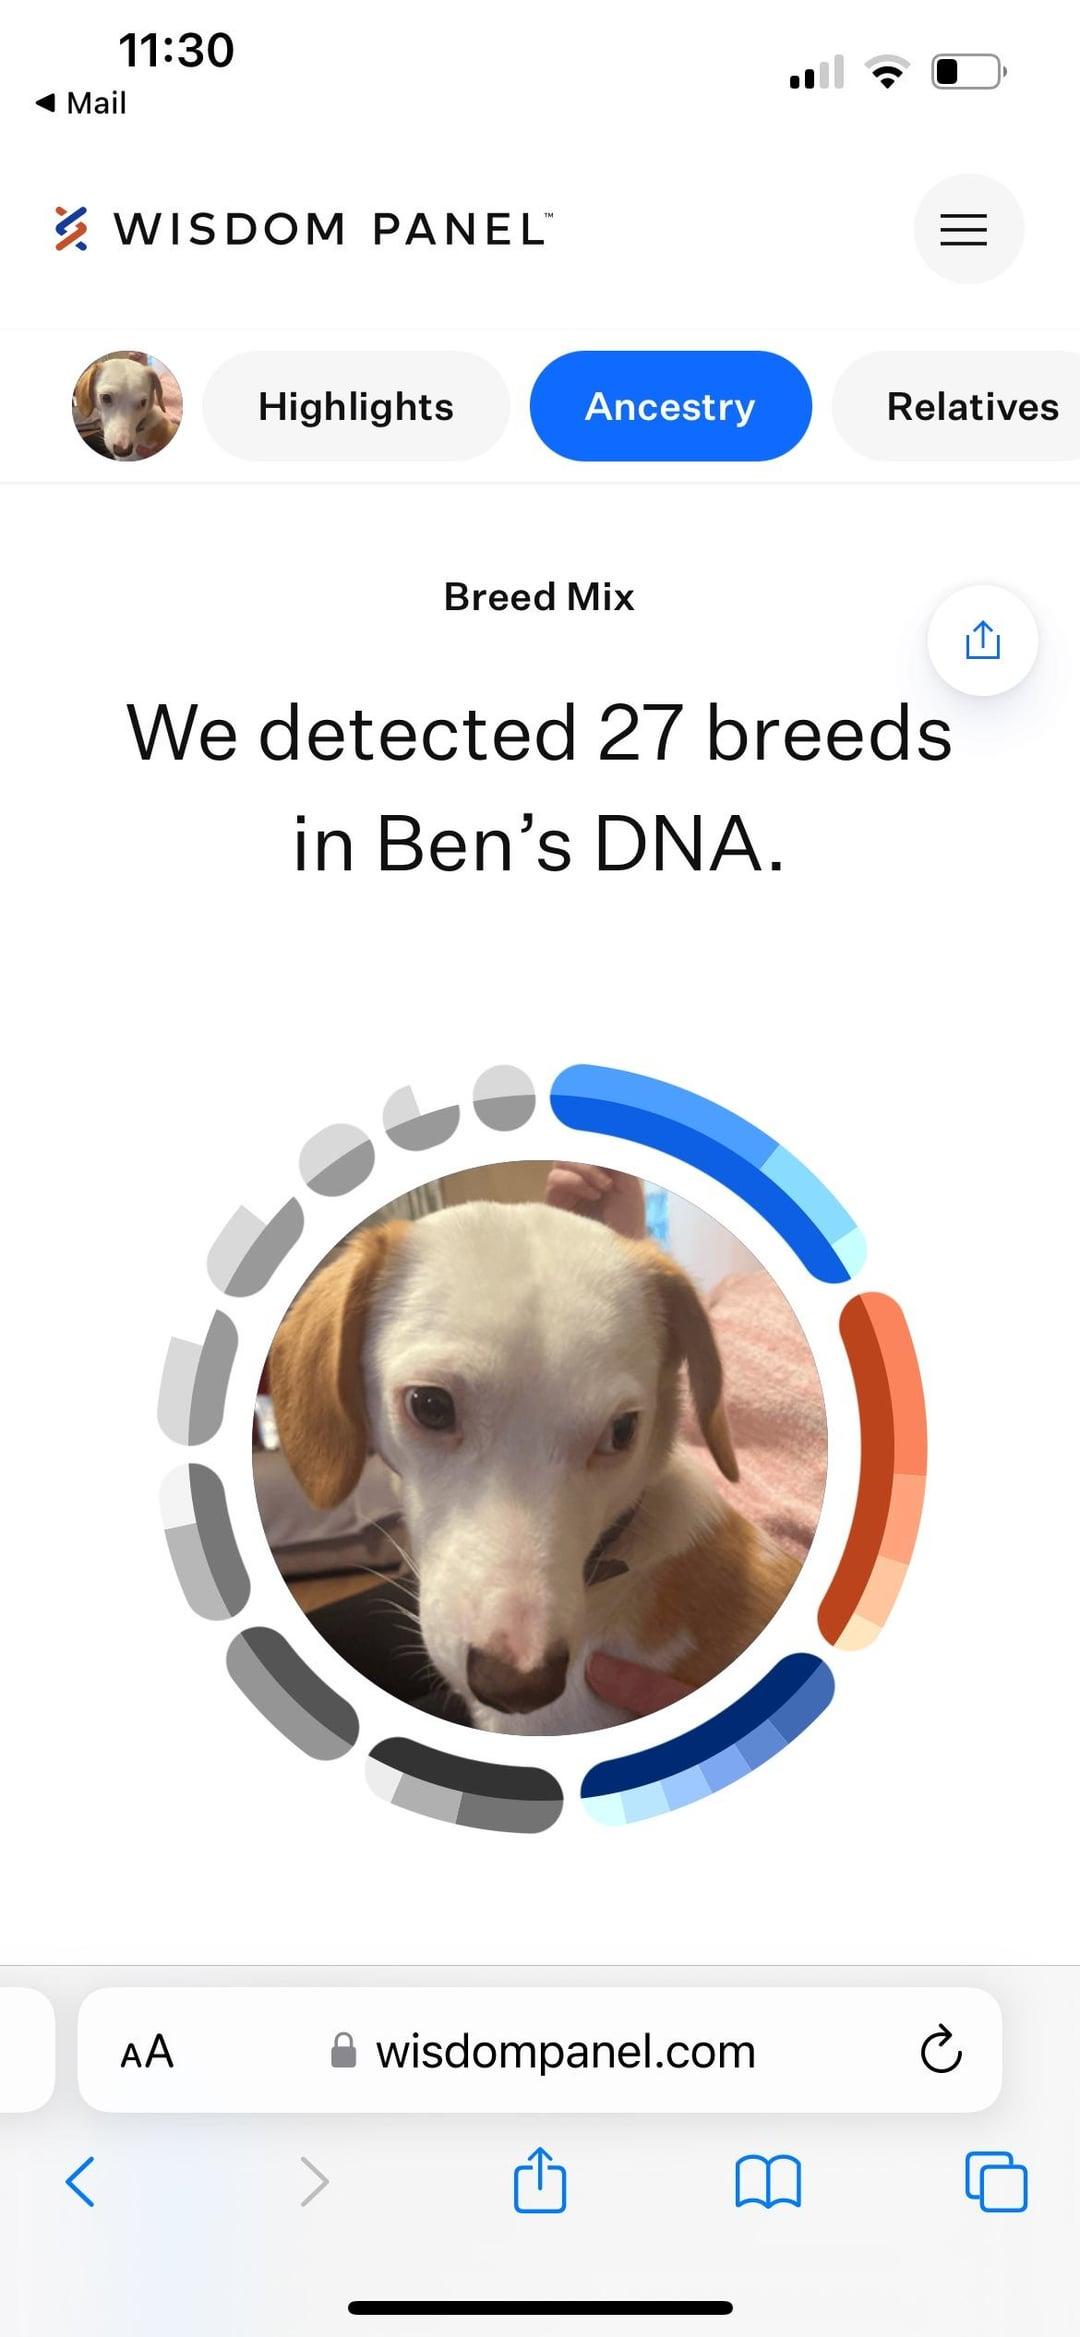 11:30
◀ Mail
WISDOM PANEL™
Highlights
Ancestry
Relatives
Breed Mix
We detected 27 breeds
in Ben’s DNA.
AA
wisdompanel.com